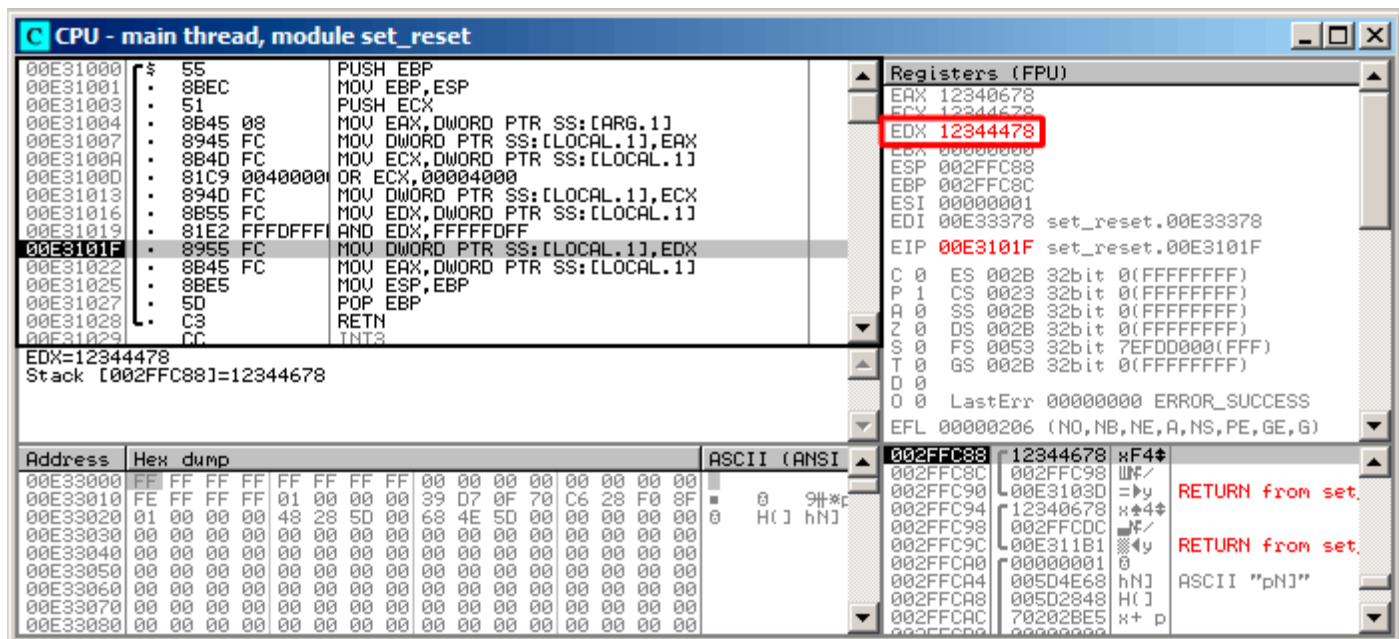 C CPU - main thread, module set_reset
00E31000 $ 55 PUSH EBP
00E31001 . 8BEC MOV EBP,ESP
00E31003 . 51 PUSH ECX
00E31004 . 8B45 08 MOV EAX,DWORD PTR SS:[ARG.1]
00E31007 . 8945 FC MOV DWORD PTR SS:[LOCAL.1],EAX
00E3100A . 8B4D FC MOV ECX,DWORD PTR SS:[LOCAL.1]
00E3100D . 81C9 00400000 OR ECX,00004000
00E31013 . 894D FC MOV DWORD PTR SS:[LOCAL.1],ECX
00E31016 . 8B55 FC MOV EDX,DWORD PTR SS:[LOCAL.1]
00E31019 . 81E2 FFFDFFF AND EDX,FFFFFDFF
00E3101F . 8955 FC MOV DWORD PTR SS:[LOCAL.1],EDX
00E31022 . 8B45 FC MOV EAX,DWORD PTR SS:[LOCAL.1]
00E31025 . 8BE5 MOV ESP,EBP
00E31027 . 5D POP EBP
00E31028 . C3 RETN
00E31029 CC INT3
EDX=12344478
Stack [002FFC88]=12344678
Registers (FPU)
EAX 12340678
ECX 12344678
EDX 12344478
EBX 00000000
ESP 002FFC88
EBP 002FFC8C
ESI 00000001
EDI 00E33378 set_reset.00E33378
EIP 00E3101F set_reset.00E3101F
C 0 ES 002B 32bit 0(FFFFFFFF)
P 1 CS 0023 32bit 0(FFFFFFFF)
A 0 SS 002B 32bit 0(FFFFFFFF)
Z 0 DS 002B 32bit 0(FFFFFFFF)
S 0 FS 0053 32bit 7EFDD000(FFF)
T 0 GS 002B 32bit 0(FFFFFFFF)
D 0
O 0 LastErr 00000000 ERROR_SUCCESS
EFL 00000206 (NO,NB,NE,A,NS,PE,GE,G)
Address Hex dump ASCII (ANSI
00E33000 FF FF FF FF FF FF FF FF 00 00 00 00 00 00 00 00
00E33010 FE FF FF FF 01 00 00 00 39 D7 0F 70 C6 28 F0 8F
00E33020 01 00 00 00 48 28 5D 00 68 4E 5D 00 00 00 00 00 H(] hN]
00E33030 00 00 00 00 00 00 00 00 00 00 00 00 00 00 00 00
00E33040 00 00 00 00 00 00 00 00 00 00 00 00 00 00 00 00
00E33050 00 00 00 00 00 00 00 00 00 00 00 00 00 00 00 00
00E33060 00 00 00 00 00 00 00 00 00 00 00 00 00 00 00 00
00E33070 00 00 00 00 00 00 00 00 00 00 00 00 00 00 00 00
00E33080 00 00 00 00 00 00 00 00 00 00 00 00 00 00 00 00
002FFC88 12344678 xF4
002FFC8C 002FFC98
002FFC90 00E3103D RETURN from set_
002FFC94 12340678
002FFC98 002FFCDC
002FFC9C 00E311B1 RETURN from set_
002FFCA0 00000001
002FFCA4 005D4E68 hN] ASCII "pN]"
002FFCA8 005D2848 H(]
002FFCAC 70202BE5 x+ p